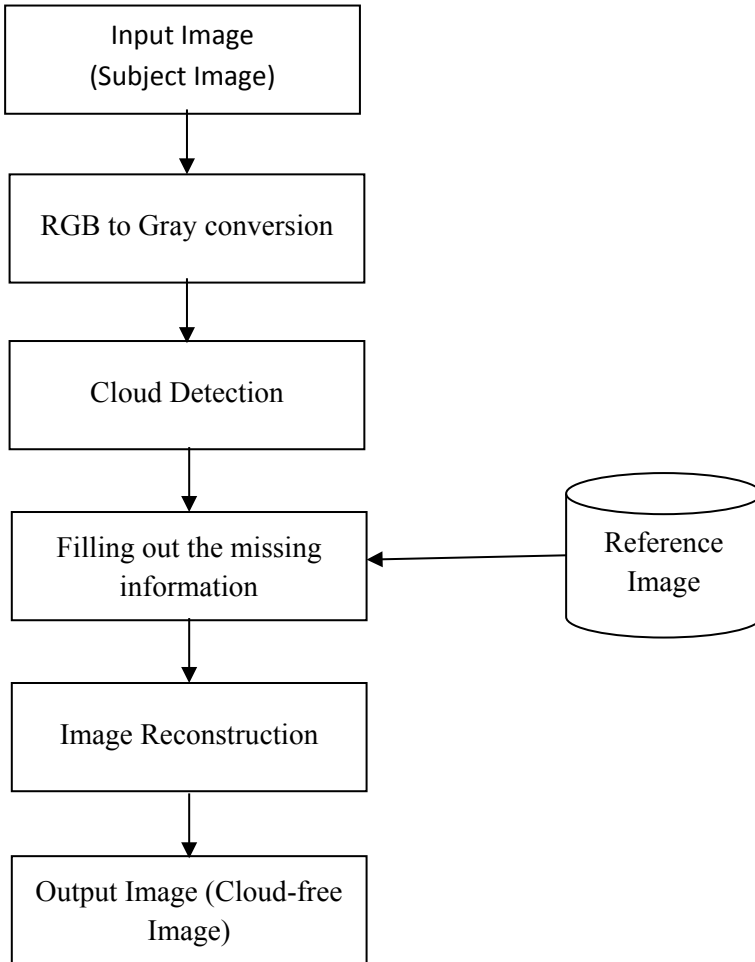 Input Image
(Subject Image)
RGB to Gray conversion
Cloud Detection
Filling out the missing
information
Reference
Image
Image Reconstruction
Output Image (Cloud-free
Image)